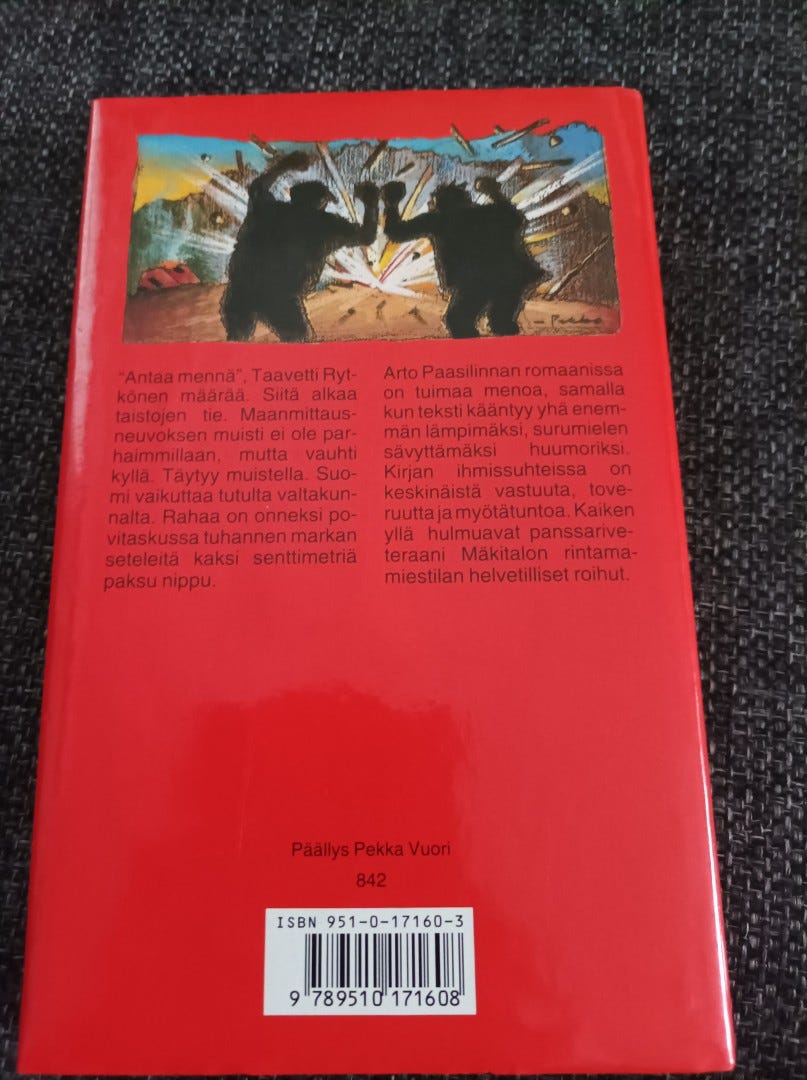 Pekka
"Antaa mennä", Taavetti Ryt-
könen määrää. Siitä alkaa
taistojen tie. Maanmittaus-
neuvoksen muisti ei ole par-
haimmillaan, mutta vauhti
kyllä. Täytyy muistella. Suo-
mi vaikuttaa tutulta valtakun-
nalta. Rahaa on onneksi po-
vitaskussa tuhannen markan
seteleitä kaksi senttimetriä
paksu nippu.
Arto Paasilinnan romaanissa
on tuimaa menoa, samalla
kun teksti kääntyy yhä enem-
män lämpimäksi, surumielen
sävyttämäksi huumoriksi.
Kirjan ihmissuhteissa on
keskinäistä vastuuta, tove-
ruutta ja myötätuntoa. Kaiken
yllä hulmuavat panssarive-
teraani Mäkitalon rintama-
miestilan helvetilliset roihut.
Päällys Pekka Vuori
842
ISBN 951-0-17160-3
9 789510 171608